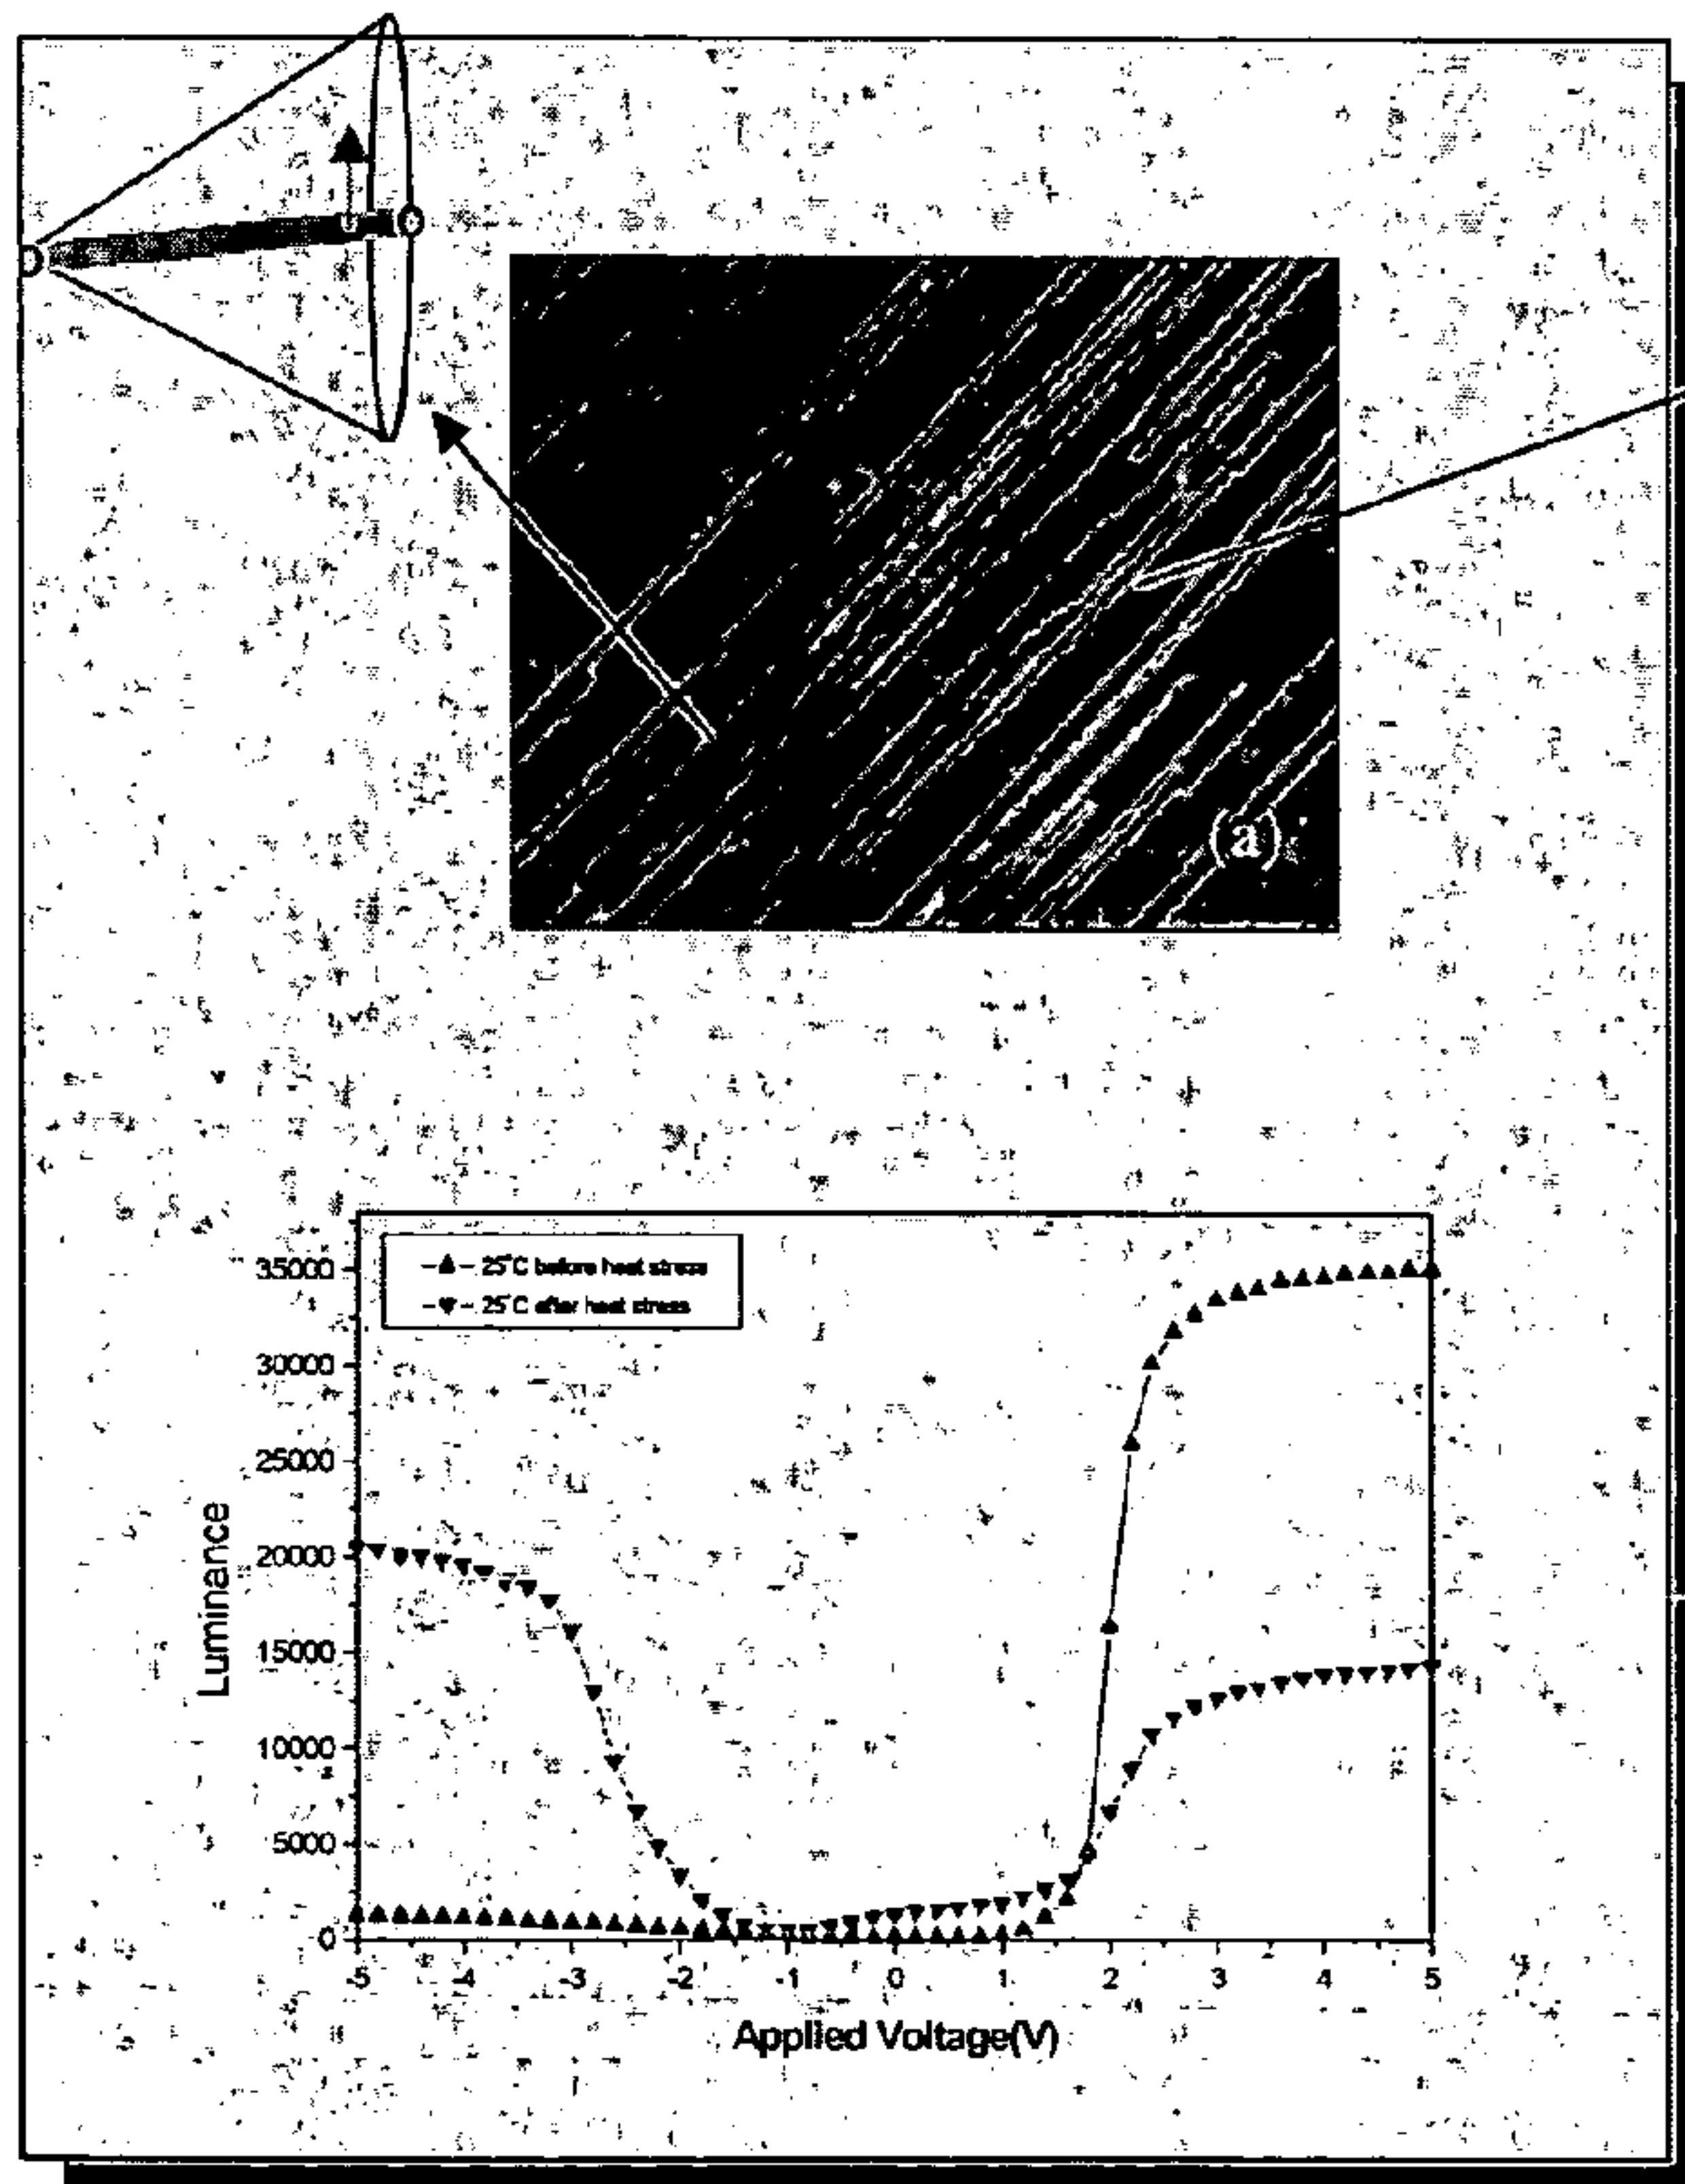 (a)
25°C before heat stress
25°C after heat stress
35000
30000
25000
20000
15000
10000
5000
0
Luminance
-5 -4 -3 -2 -1 0 1 2 3 4 5
Applied Voltage(V)